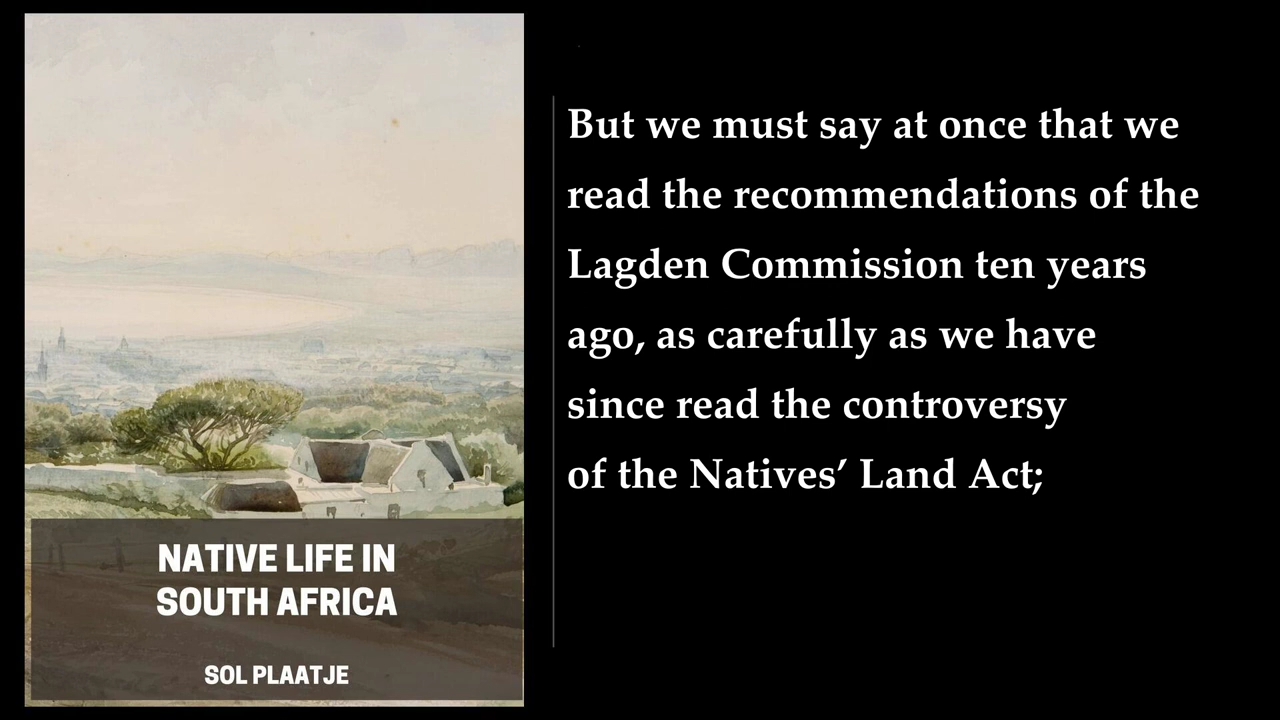 NATIVE LIFE IN
SOUTH AFRICA
SOL PLAATJE
But we must say at once that we
read the recommendations of the
Lagden Commission ten years
ago, as carefully as we have
since read the controversy
of the Natives’ Land Act;